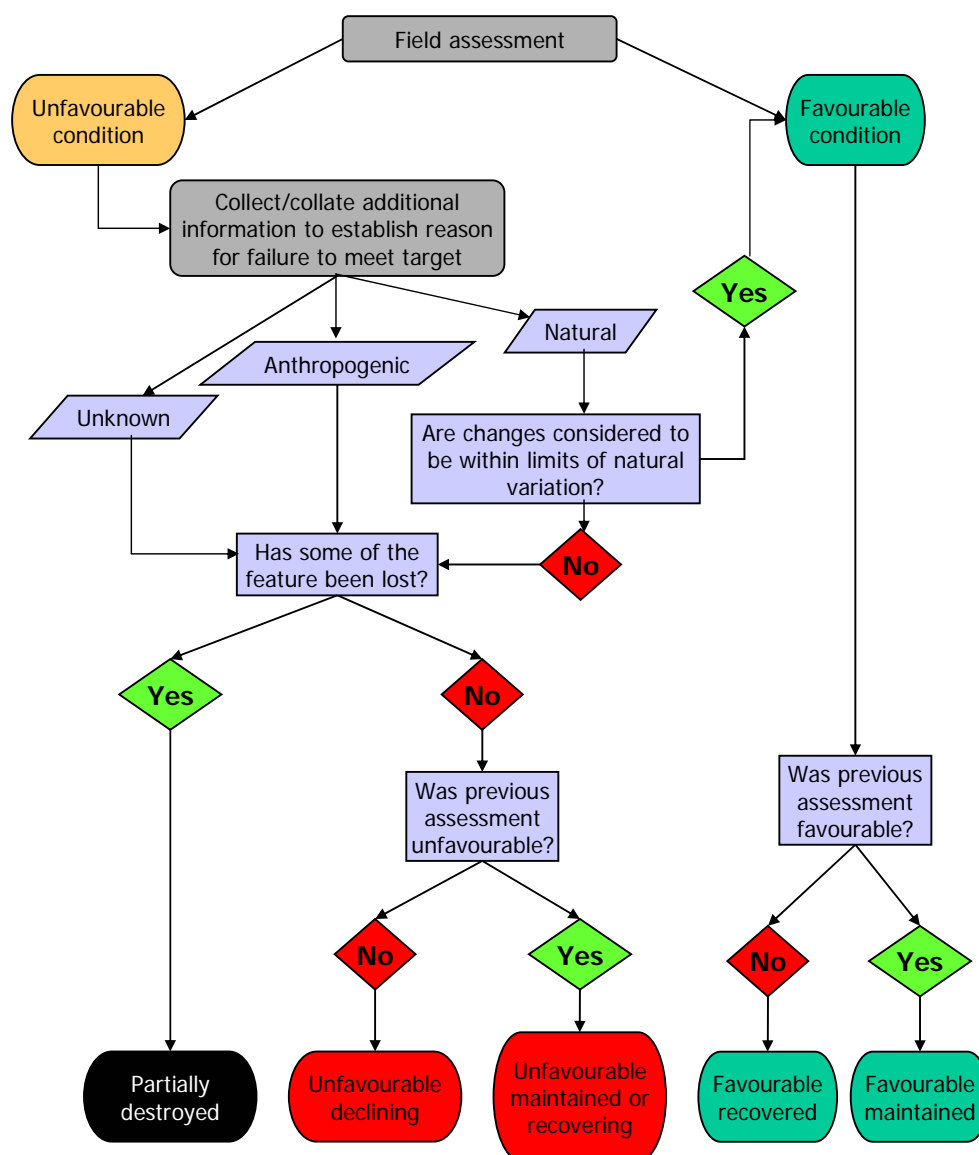 Field assessment
Unfavourable
condition
Favourable
condition
Collect/collate additional
information to establish reason
for failure to meet target
Yes
Natural
Anthropogenic
Unknown
Are changes considered to
be within limits of natural
variation?
Has some of the
feature been lost?
No
Yes
No
Was previous
assessment
unfavourable?
Was previous
assessment
favourable?
No
Yes
No
Yes
Partially
destroyed
Unfavourable
declining
Unfavourable
maintained or
recovering
Favourable
recovered
Favourable
maintained